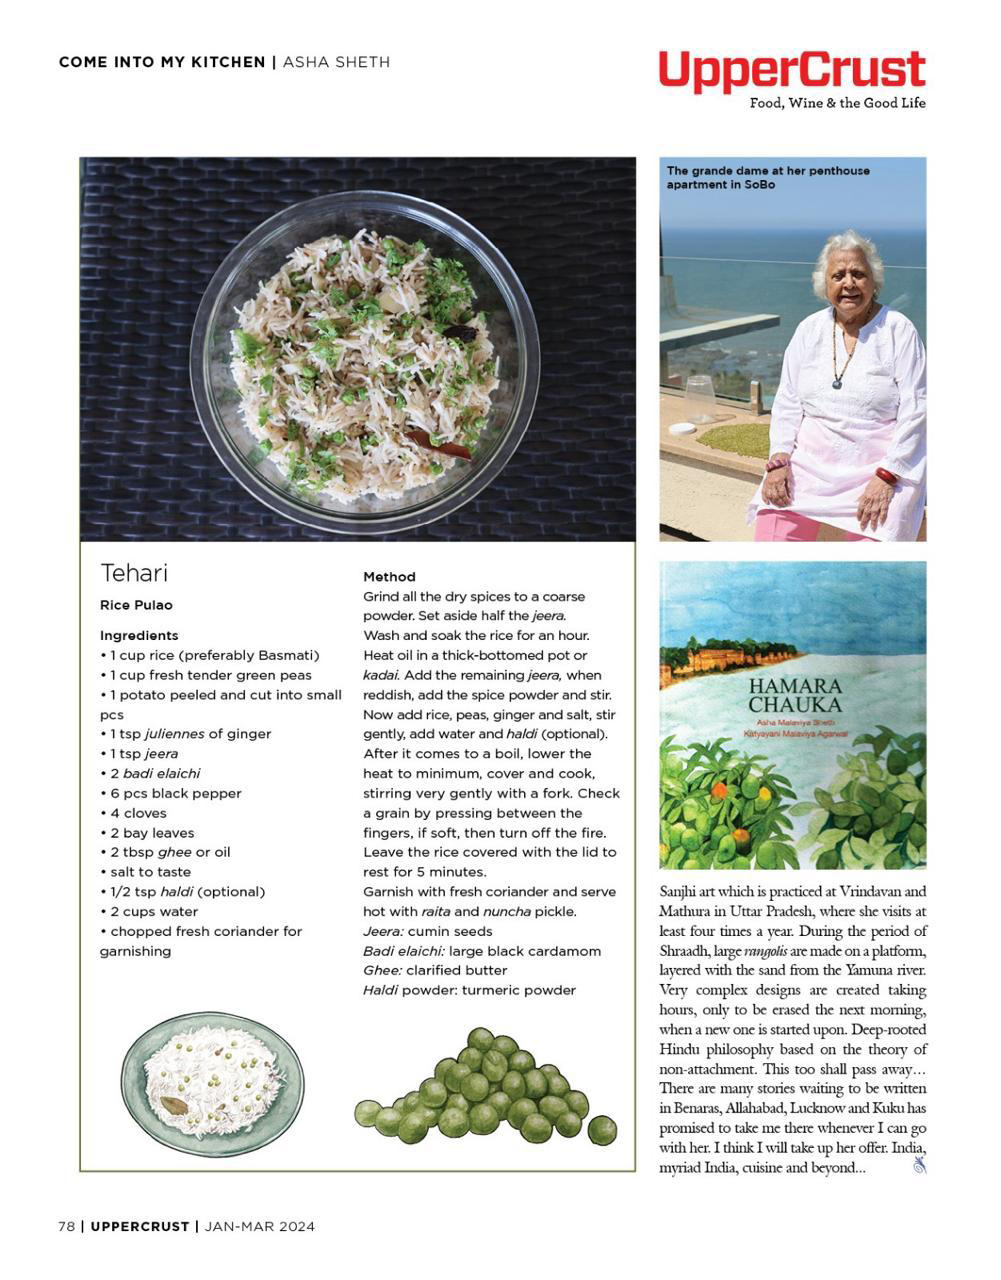 COME INTO MY KITCHEN | ASHA SHETH
UpperCrust
Food, Wine & the Good Life
The grande dame at her penthouse
apartment in SoBo
Tehari
Rice Pulao
Ingredients
• 1 cup rice (preferably Basmati)
• 1 cup fresh tender green peas
• 1 potato peeled and cut into small
pcs
• 1 tsp juliennes of ginger
• 1 tsp jeera
• 2 badi elaichi
• 6 pcs black pepper
• 4 cloves
• 2 bay leaves
• 2 tbsp ghee or oil
• salt to taste
• 1/2 tsp haldi (optional)
• 2 cups water
• chopped fresh coriander for
garnishing
Method
Grind all the dry spices to a coarse
powder. Set aside half the jeera.
Wash and soak the rice for an hour.
Heat oil in a thick-bottomed pot or
kadai. Add the remaining jeera, when
reddish, add the spice powder and stir.
Now add rice, peas, ginger and salt, stir
gently, add water and haldi (optional).
After it comes to a boil, lower the
heat to minimum, cover and cook,
stirring very gently with a fork. Check
a grain by pressing between the
fingers, if soft, then turn off the fire.
Leave the rice covered with the lid to
rest for 5 minutes.
Garnish with fresh coriander and serve
hot with raita and nuncha pickle.
Jeera: cumin seeds
Badi elaichi: large black cardamom
Ghee: clarified butter
Haldi powder: turmeric powder
HAMARA
CHAUKA
Asha Malaviya Sheth
Katyayani Malaviya Agarwal
Sanjhi art which is practiced at Vrindavan and
Mathura in Uttar Pradesh, where she visits at
least four times a year. During the period of
Shraadh, large rangolis are made on a platform,
layered with the sand from the Yamuna river.
Very complex designs are created taking
hours, only to be erased the next morning,
when a new one is started upon. Deep-rooted
Hindu philosophy based on the theory of
non-attachment. This too shall pass away…
There are many stories waiting to be written
in Benaras, Allahabad, Lucknow and Kuku has
promised to take me there whenever I can go
with her. I think I will take up her offer. India,
myriad India, cuisine and beyond...
78 | UPPERCRUST | JAN-MAR 2024